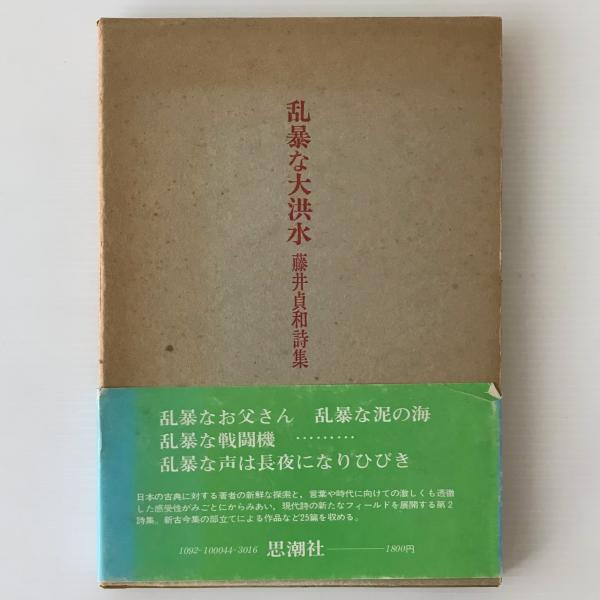 乱暴な大洪水
藤井貞和詩集
乱暴なお父さん　乱暴な泥の海
乱暴な戦闘機　………
乱暴な声は長夜になりひびき
日本の古典に対する著者の新鮮な探索と，言葉や時代に向けての激しくも透徹
した感受性がみごとにからみあい，現代詩の新たなフィールドを展開する第2
詩集。新古今集の部立てによる作品など25篇を収める。
1092-100044-3016　思潮社　――　1800円